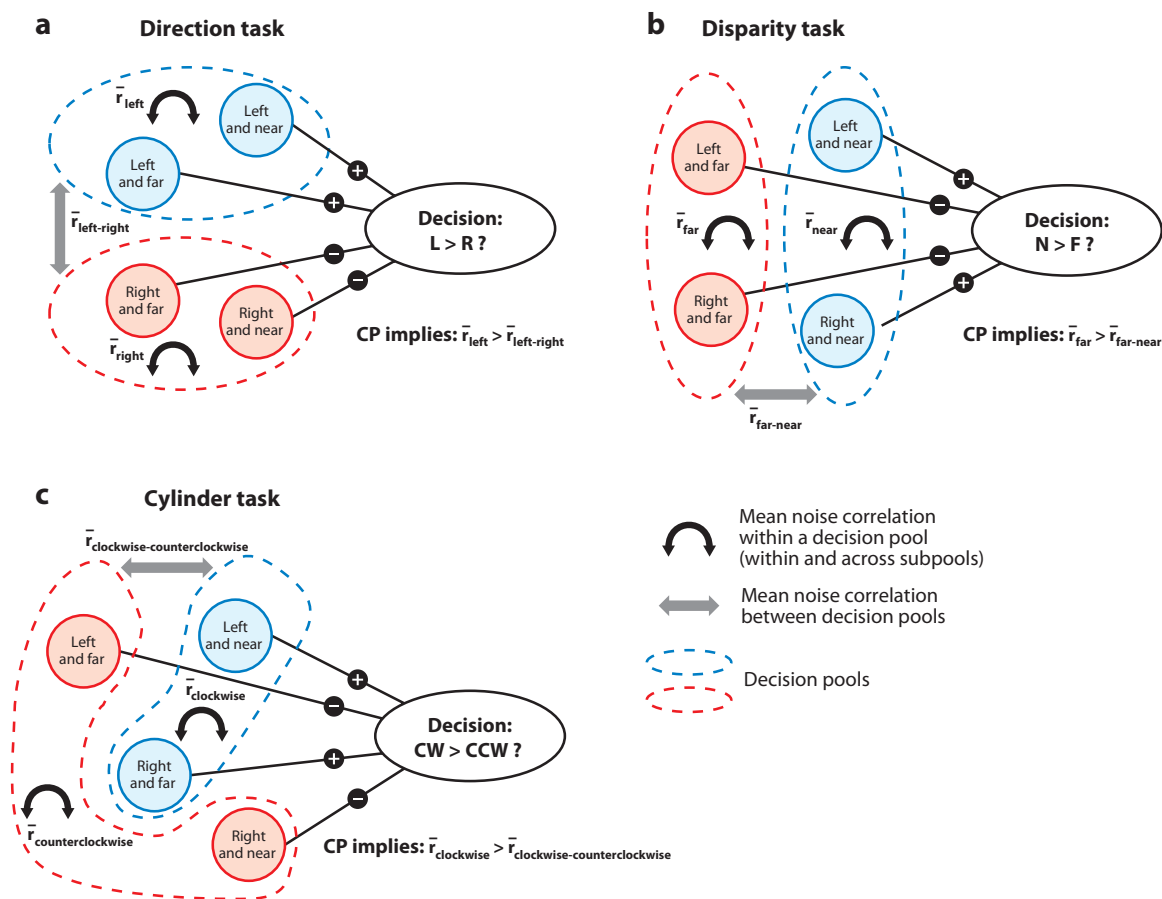 a
Direction task
r̄left
Left
and near
Left
and far
+
+
r̄left-right
Decision:
L > R ?
−
−
Right
and far
Right
and near
r̄right
CP implies: r̄left > r̄left-right
b
Disparity task
Left
and near
Left
and far
+
−
r̄far
r̄near
Decision:
N > F ?
−
+
Right
and far
Right
and near
CP implies: r̄far > r̄far-near
r̄far-near
c
Cylinder task
r̄clockwise-counterclockwise
Left
and far
Left
and near
+
−
r̄clockwise
Decision:
CW > CCW ?
+
−
Right
and far
r̄counterclockwise
Right
and near
CP implies: r̄clockwise > r̄clockwise-counterclockwise
Mean noise correlation
within a decision pool
(within and across subpools)
Mean noise correlation
between decision pools
Decision pools